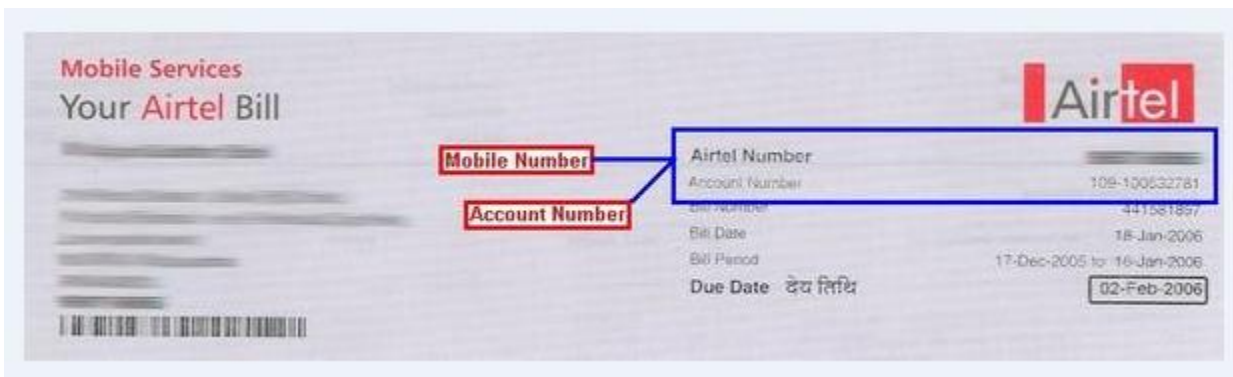 Mobile Services
Your Airtel Bill
Airtel
Mobile Number
Account Number
Airtel Number
Account Number 109-100532781
Bill Number 441581897
Bill Date 18-Jan-2006
Bill Period 17-Dec-2005 to 16-Jan-2006
Due Date देय तिथि 02-Feb-2006